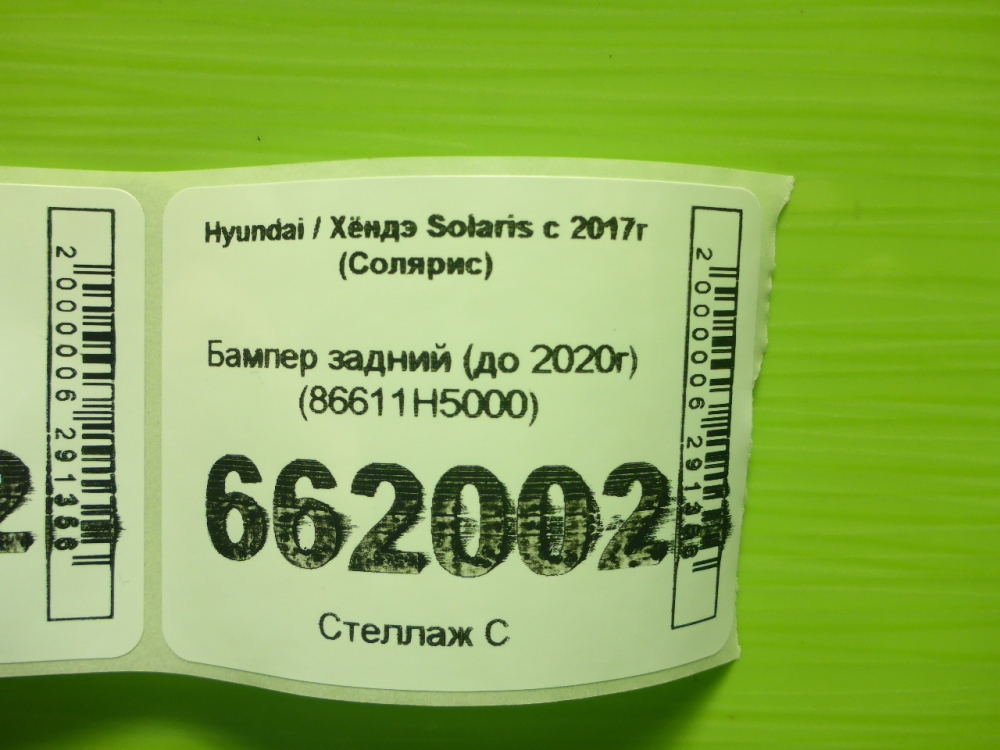 Hyundai / Хёндэ Solaris с 2017г
(Солярис)
Бампер задний (до 2020г)
(86611H5000)
662002
Стеллаж С